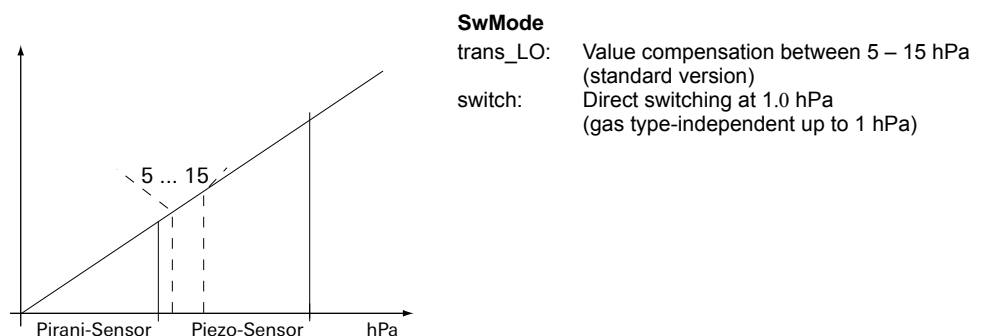 SwMode
trans_LO: Value compensation between 5 – 15 hPa
(standard version)
switch: Direct switching at 1.0 hPa
(gas type-independent up to 1 hPa)
5 ... 15
Pirani-Sensor Piezo-Sensor hPa